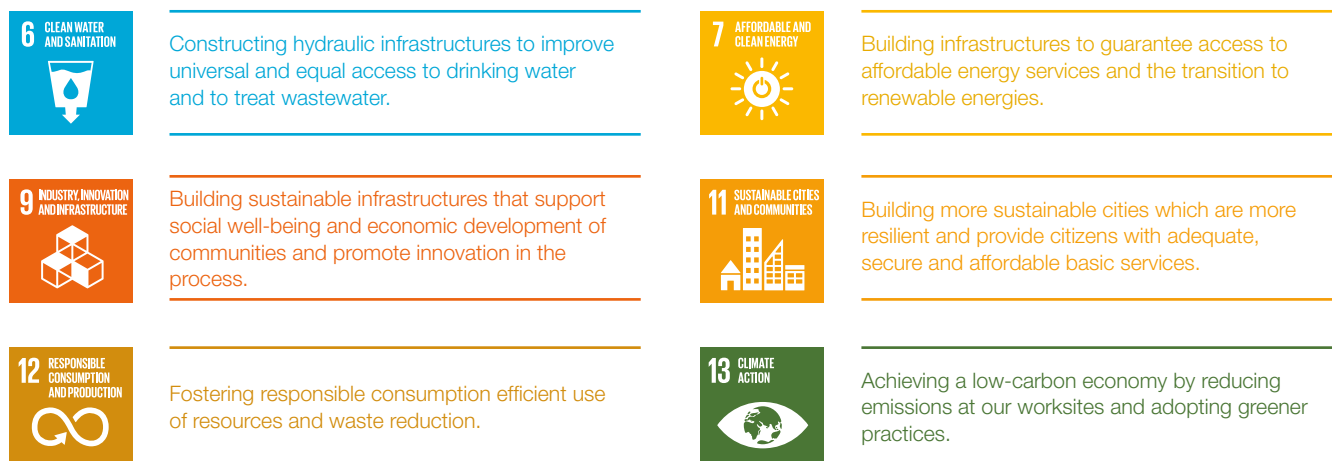 6 CLEAN WATER
AND SANITATION
Constructing hydraulic infrastructures to improve
universal and equal access to drinking water
and to treat wastewater.
7 AFFORDABLE AND
CLEAN ENERGY
Building infrastructures to guarantee access to
affordable energy services and the transition to
renewable energies.
9 INDUSTRY, INNOVATION
AND INFRASTRUCTURE
Building sustainable infrastructures that support
social well-being and economic development of
communities and promote innovation in the
process.
11 SUSTAINABLE CITIES
AND COMMUNITIES
Building more sustainable cities which are more
resilient and provide citizens with adequate,
secure and affordable basic services.
12 RESPONSIBLE
CONSUMPTION
AND PRODUCTION
Fostering responsible consumption efficient use
of resources and waste reduction.
13 CLIMATE
ACTION
Achieving a low-carbon economy by reducing
emissions at our worksites and adopting greener
practices.